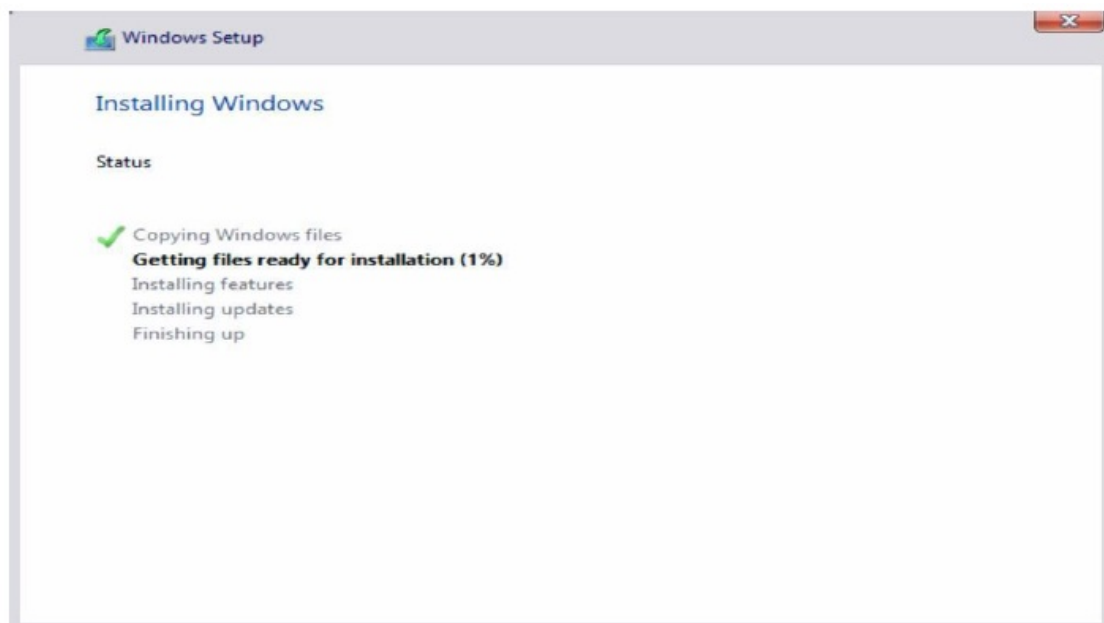 Windows Setup
Installing Windows
Status
Copying Windows files
Getting files ready for installation (1%)
Installing features
Installing updates
Finishing up